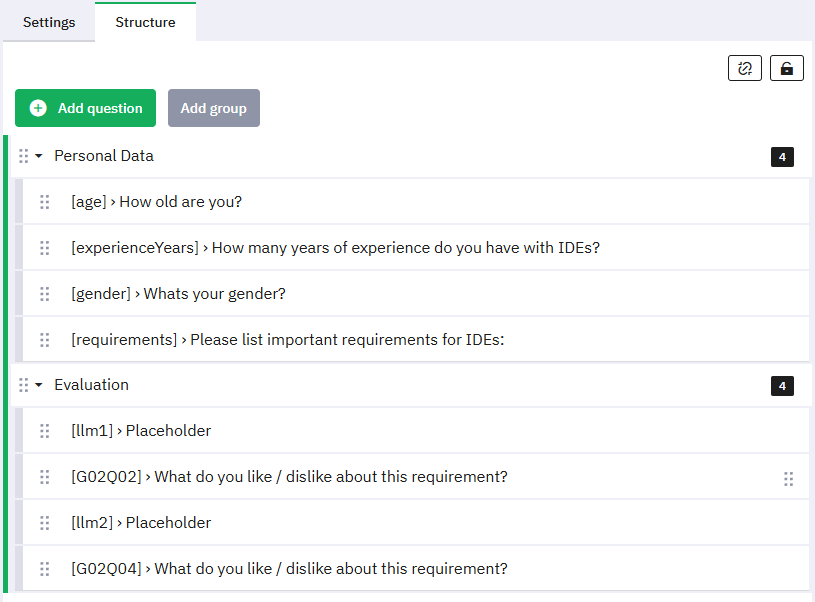 Settings
Structure
Add question
Add group
Personal Data
4
[age] › How old are you?
[experienceYears] › How many years of experience do you have with IDEs?
[gender] › Whats your gender?
[requirements] › Please list important requirements for IDEs:
Evaluation
4
[llm1] › Placeholder
[G02Q02] › What do you like / dislike about this requirement?
[llm2] › Placeholder
[G02Q04] › What do you like / dislike about this requirement?